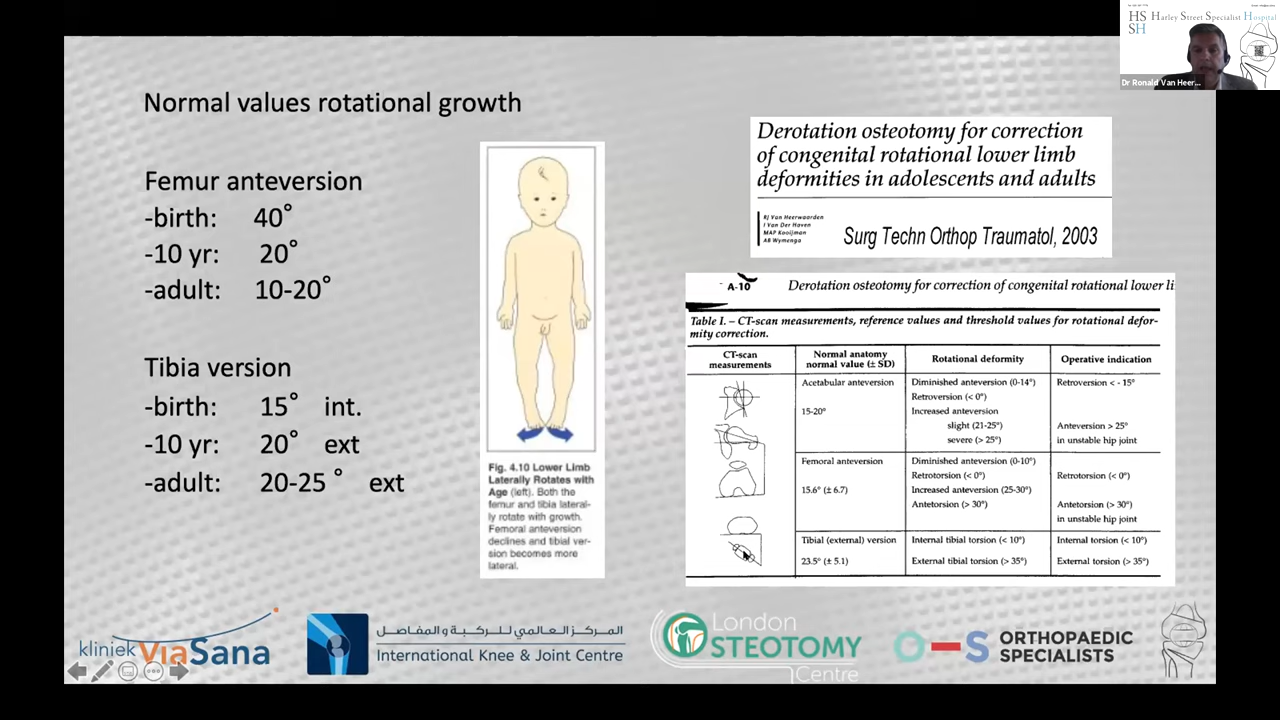 HS Harley Street Specialist Hospital
SH
Dr Ronald Van Heer...
Normal values rotational growth
Femur anteversion
-birth: 40°
-10 yr: 20°
-adult: 10-20°
Tibia version
-birth: 15° int.
-10 yr: 20° ext
-adult: 20-25° ext
Fig. 4.10 Lower Limb
Laterally Rotates with
Age (left). Both the
femur and tibia lateral-
ly rotate with growth.
Femoral anteversion
declines and tibial ver-
sion becomes more
lateral.
Derotation osteotomy for correction
of congenital rotational lower limb
deformities in adolescents and adults
RJ Van Heerwaarden
I Van Der Haven
MAP Kooijman
AB Wymenga
Surg Techn Orthop Traumatol, 2003
A-10 Derotation osteotomy for correction of congenital rotational lower li
Table I. – CT-scan measurements, reference values and threshold values for rotational defor-
mity correction.
CT-scan
measurements
Normal anatomy
normal value (± SD)
Rotational deformity
Operative indication
Acetabular anteversion
15-20°
Diminished anteversion (0-14°)
Retroversion (< 0°)
Increased anteversion
slight (21-25°)
severe (> 25°)
Retroversion < - 15°
Anteversion > 25°
in unstable hip joint
Femoral anteversion
15.6° (± 6.7)
Diminished anteversion (0-10°)
Retrotorsion (< 0°)
Increased anteversion (25-30°)
Antetorsion (> 30°)
Retrotorsion (< 0°)
Antetorsion (> 30°)
in unstable hip joint
Tibial (external) version
23.5° (± 5.1)
Internal tibial torsion (< 10°)
External tibial torsion (> 35°)
Internal torsion (< 10°)
External torsion (> 35°)
kliniek ViaSana
المركز العالمي للركبة والمفاصل
International Knee & Joint Centre
London
STEOTOMY
Centre
O-S ORTHOPAEDIC
SPECIALISTS